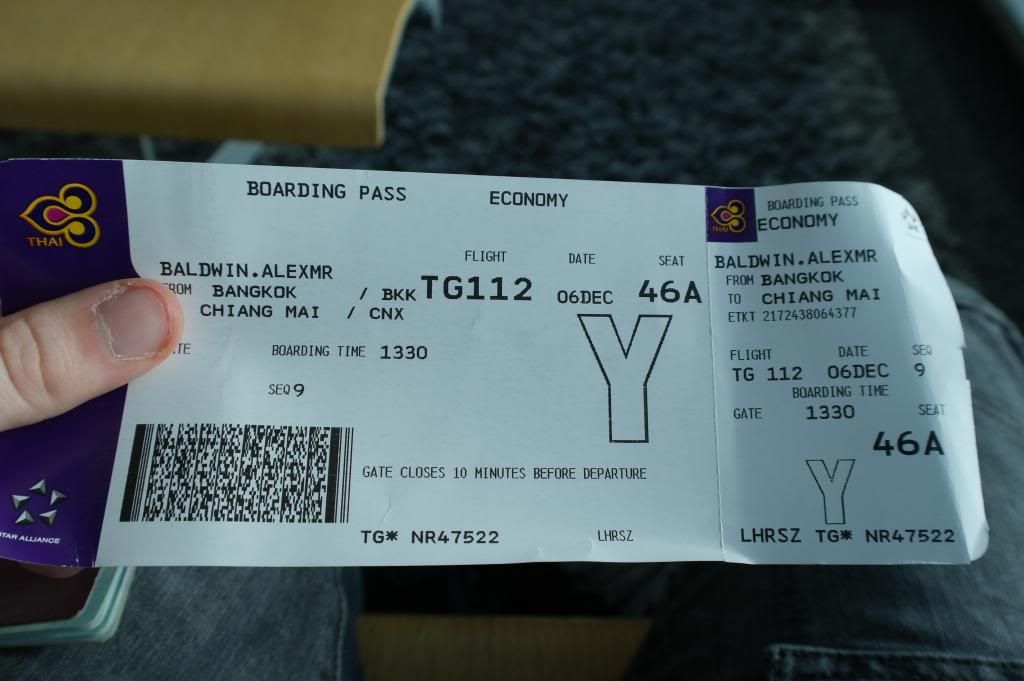 THAI
BOARDING PASS ECONOMY
BALDWIN.ALEXMR
BANGKOK / BKK
CHIANG MAI / CNX
FLIGHT DATE SEAT
TG112 06DEC 46A
BOARDING TIME 1330
SEQ 9
Y
GATE CLOSES 10 MINUTES BEFORE DEPARTURE
TG* NR47522 LHRSZ
STAR ALLIANCE
THAI
BOARDING PASS
ECONOMY
BALDWIN.ALEXMR
FROM BANGKOK
TO CHIANG MAI
ETKT 2172438064377
FLIGHT DATE SEQ
TG 112 06DEC 9
BOARDING TIME
GATE 1330 SEAT
46A
Y
LHRSZ TG* NR47522